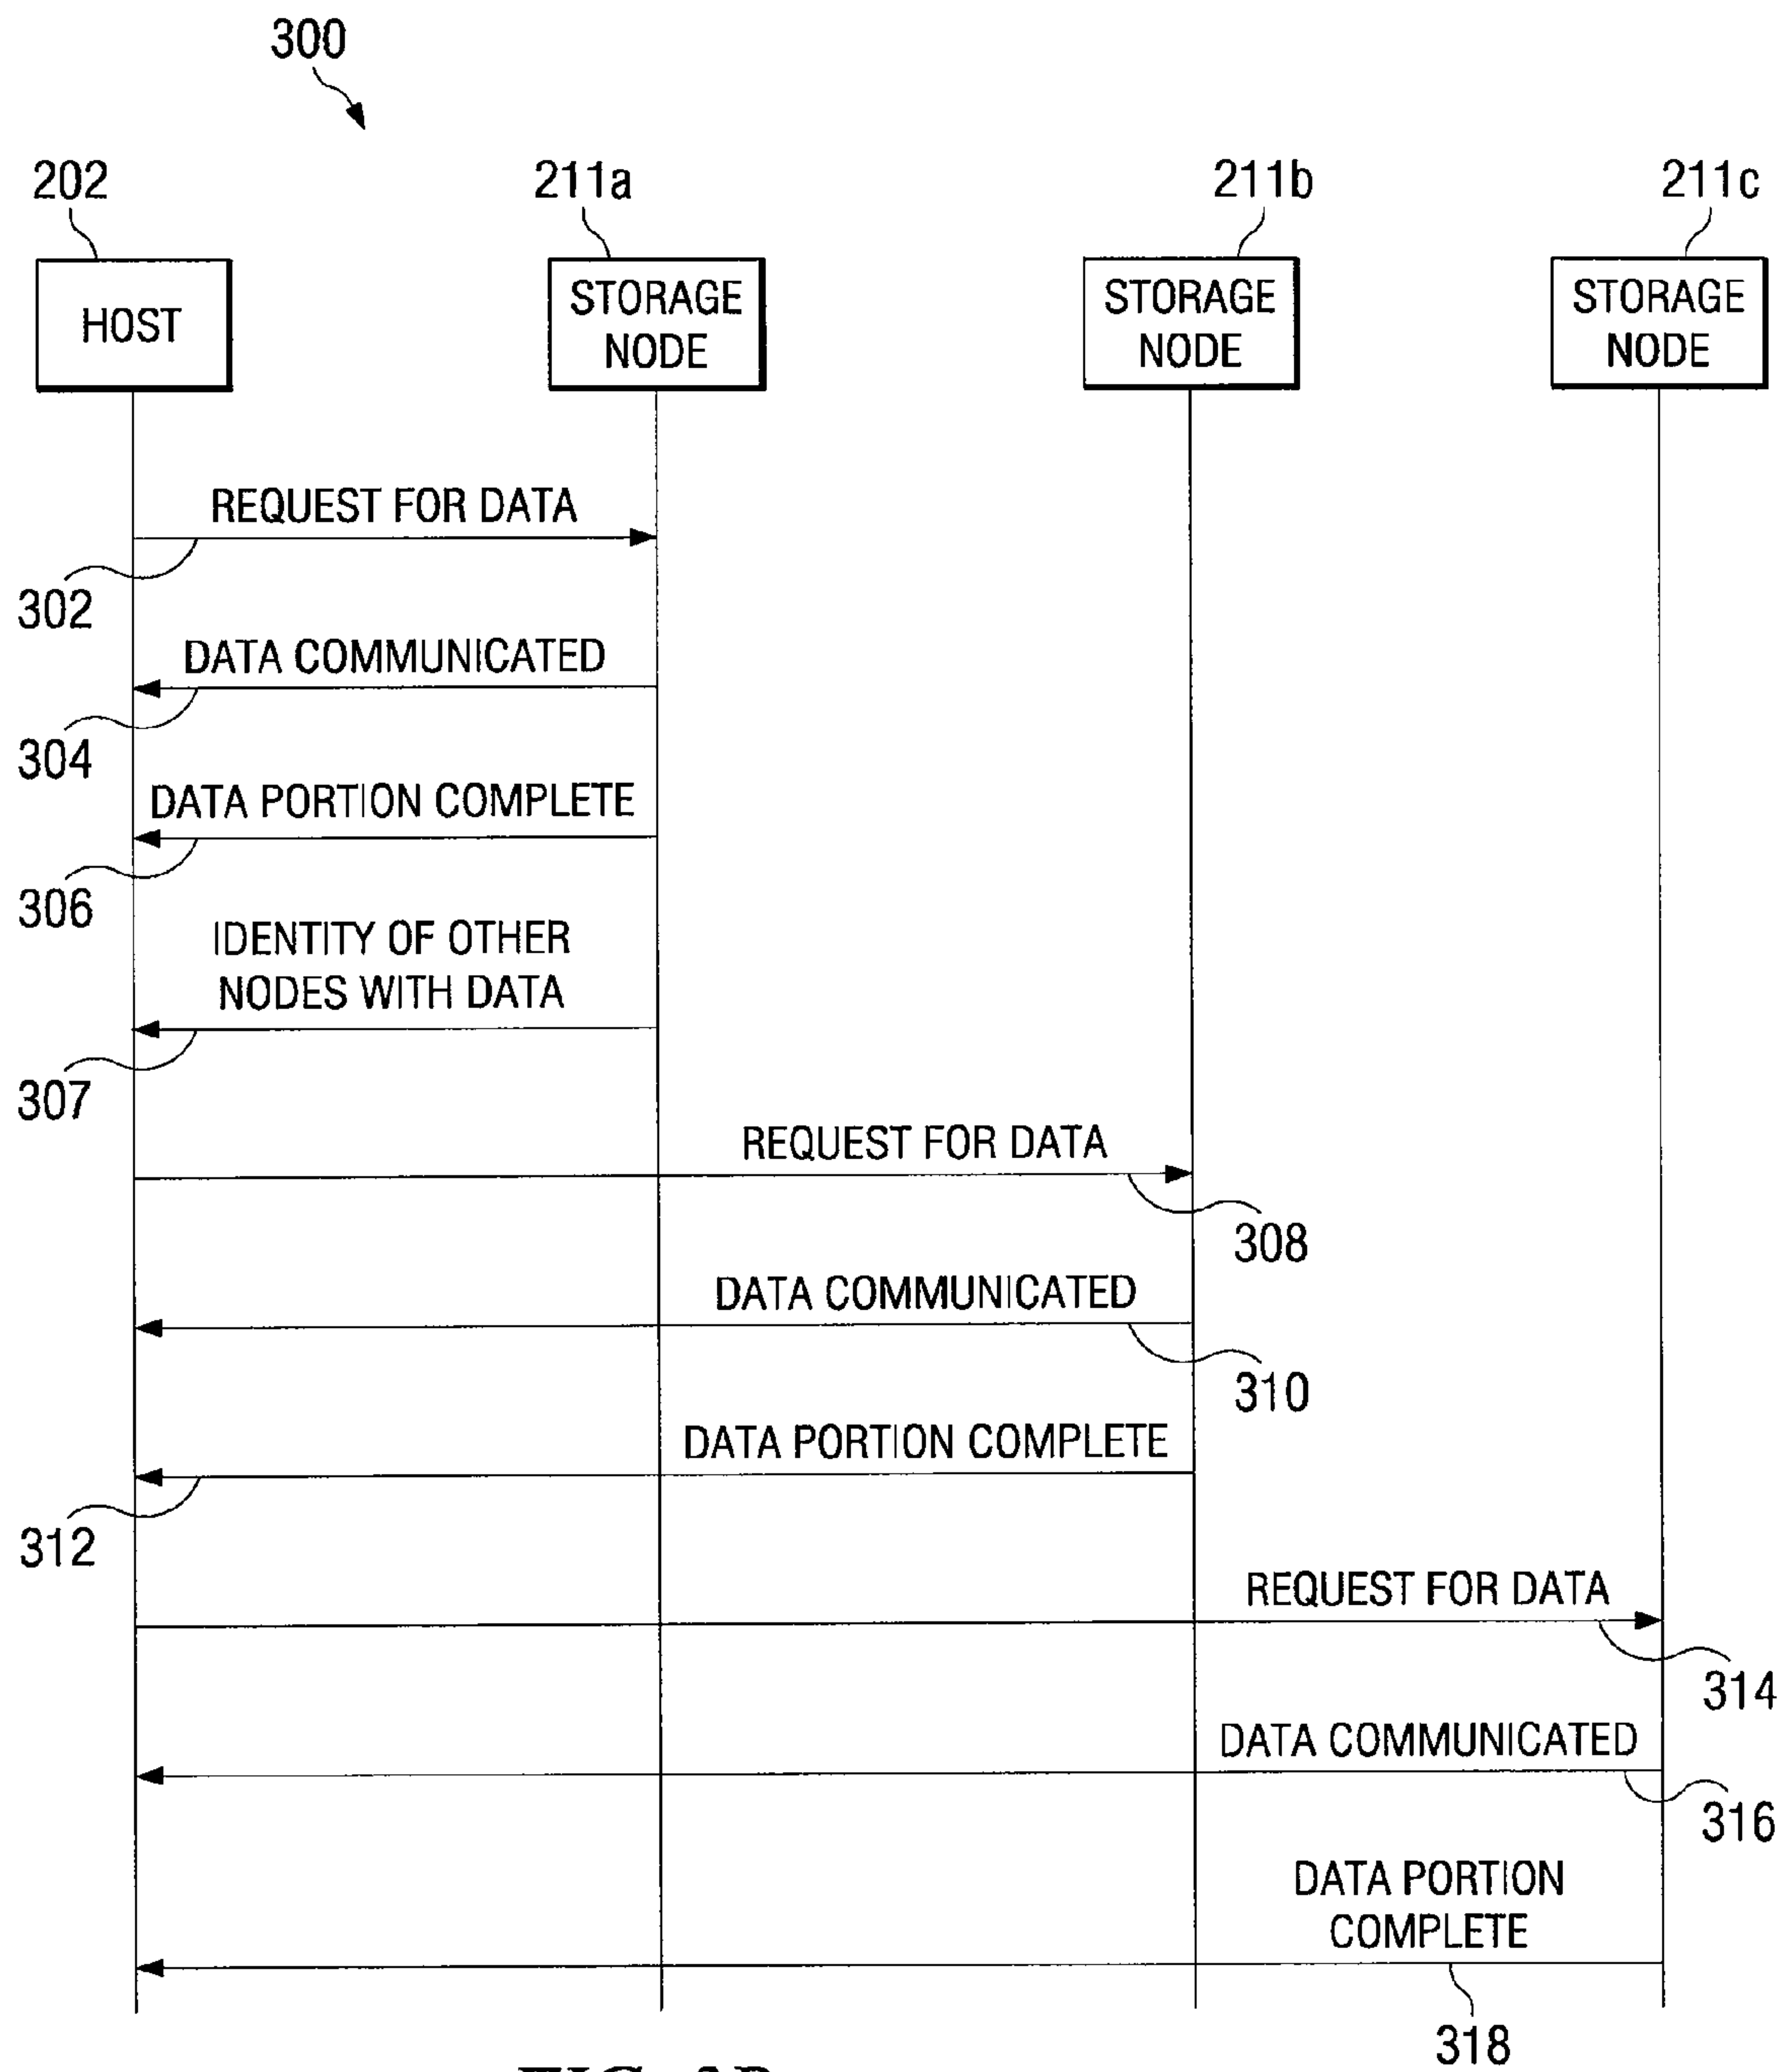 300
202
211a
211b
211c
HOST
STORAGE
NODE
STORAGE
NODE
STORAGE
NODE
REQUEST FOR DATA
302
DATA COMMUNICATED
304
DATA PORTION COMPLETE
306
IDENTITY OF OTHER
NODES WITH DATA
307
REQUEST FOR DATA
308
DATA COMMUNICATED
310
DATA PORTION COMPLETE
312
REQUEST FOR DATA
314
DATA COMMUNICATED
316
DATA PORTION
COMPLETE
318